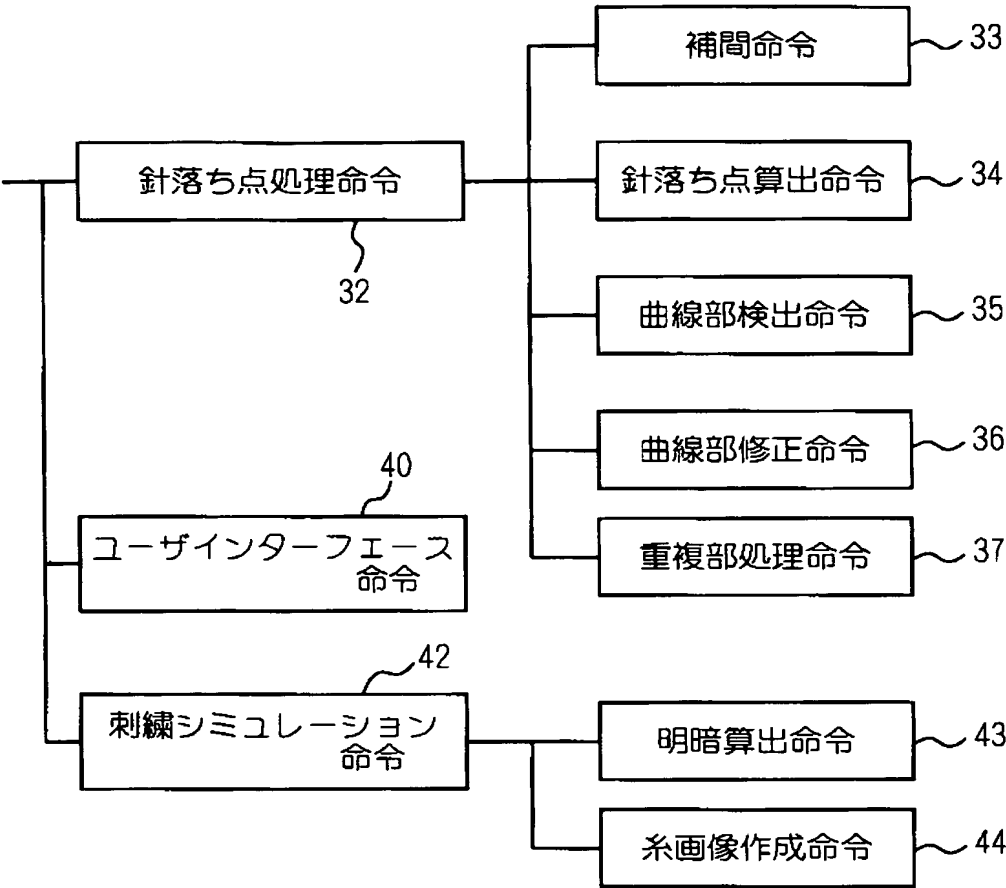 補間命令
33
針落ち点処理命令
32
針落ち点算出命令
34
曲線部検出命令
35
曲線部修正命令
36
重複部処理命令
37
40
ユーザインターフェース
命令
42
刺繍シミュレーション
命令
明暗算出命令
43
糸画像作成命令
44